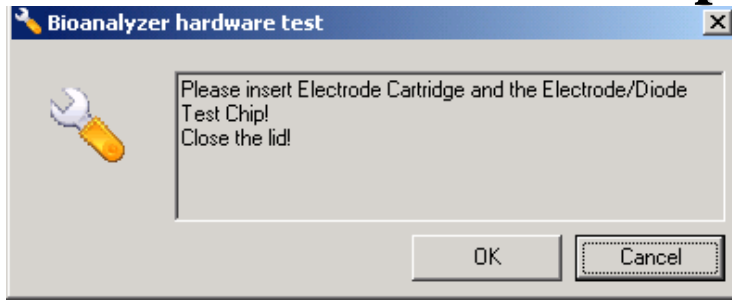 Bioanalyzer hardware test
Please insert Electrode Cartridge and the Electrode/Diode
Test Chip!
Close the lid!
OK Cancel